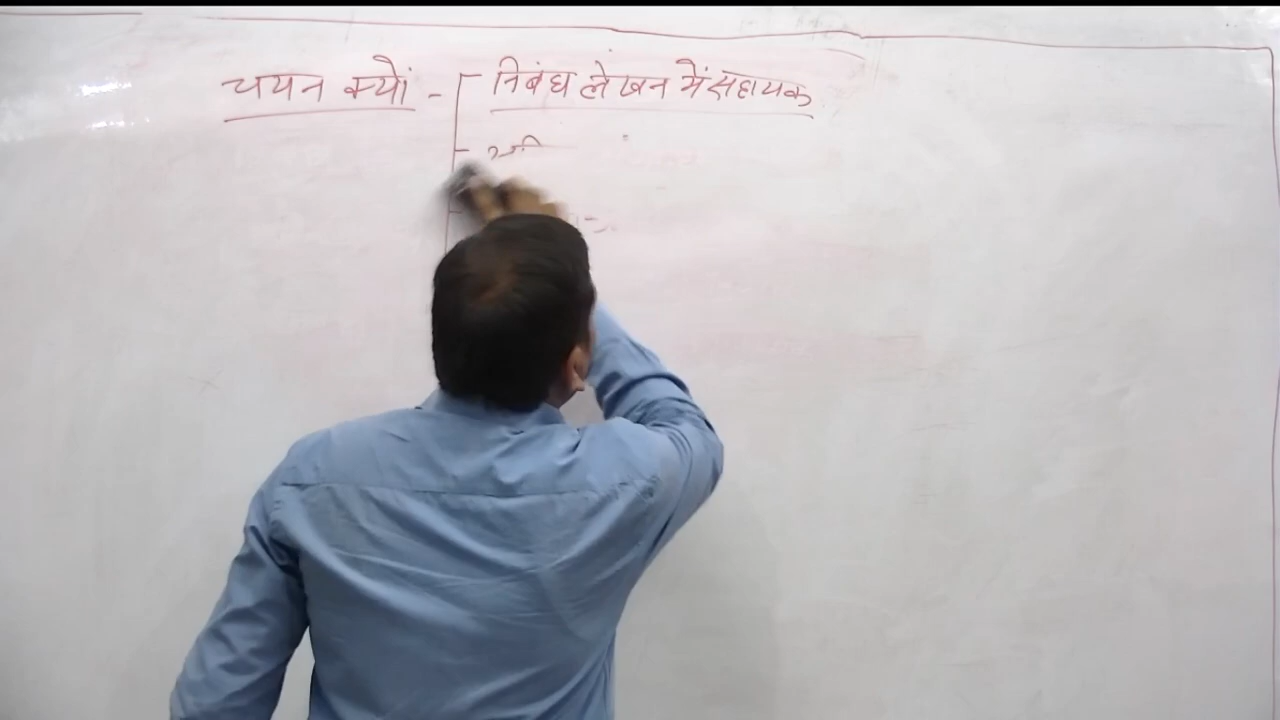 चयन क्यों - निबंध लेखन में सहायक